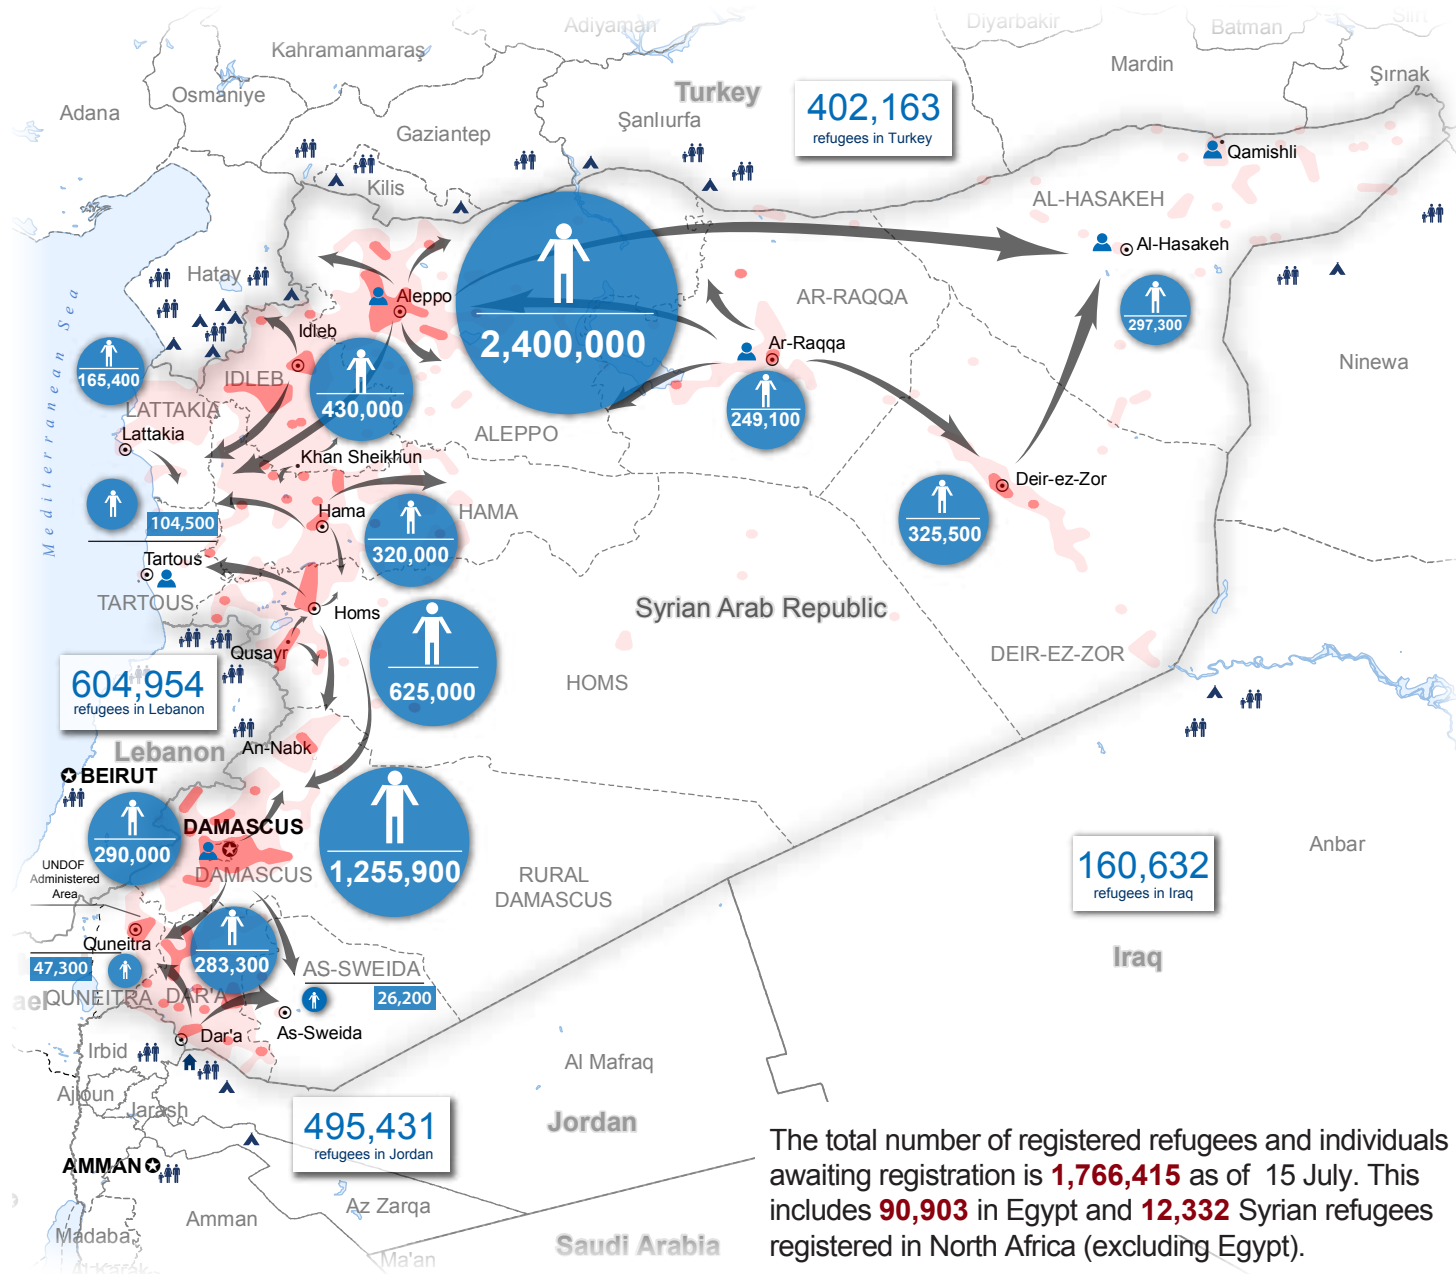 Adiyaman
Diyarbakir
Batman
Siirt
Kahramanmaraş
Mardin
Şırnak
Osmaniye
Turkey
Adana
Gaziantep
Şanlıurfa
402,163
refugees in Turkey
Qamishli
Kilis
AL-HASAKEH
Al-Hasakeh
Hatay
Aleppo
AR-RAQQA
297,300
Mediterranean Sea
Idleb
2,400,000
Ar-Raqqa
Ninewa
165,400
IDLEB
430,000
249,100
LATTAKIA
Lattakia
ALEPPO
Khan Sheikhun
Deir-ez-Zor
104,500
Hama
HAMA
325,500
320,000
Tartous
TARTOUS
Homs
Syrian Arab Republic
Qusayr
DEIR-EZ-ZOR
604,954
refugees in Lebanon
625,000
HOMS
Lebanon
An-Nabk
BEIRUT
DAMASCUS
290,000
1,255,900
Anbar
UNDOF
Administered
Area
DAMASCUS
RURAL
DAMASCUS
160,632
refugees in Iraq
Quneitra
283,300
Iraq
47,300
AS-SWEIDA
26,200
ael
QUNEITRA
DAR'A
Dar'a
As-Sweida
Irbid
Al Mafraq
Ajloun
Jarash
495,431
refugees in Jordan
Jordan
AMMAN
Az Zarqa
Amman
Madaba
Saudi Arabia
Ma'an
Al-Karak
The total number of registered refugees and individuals
awaiting registration is 1,766,415 as of 15 July. This
includes 90,903 in Egypt and 12,332 Syrian refugees
registered in North Africa (excluding Egypt).